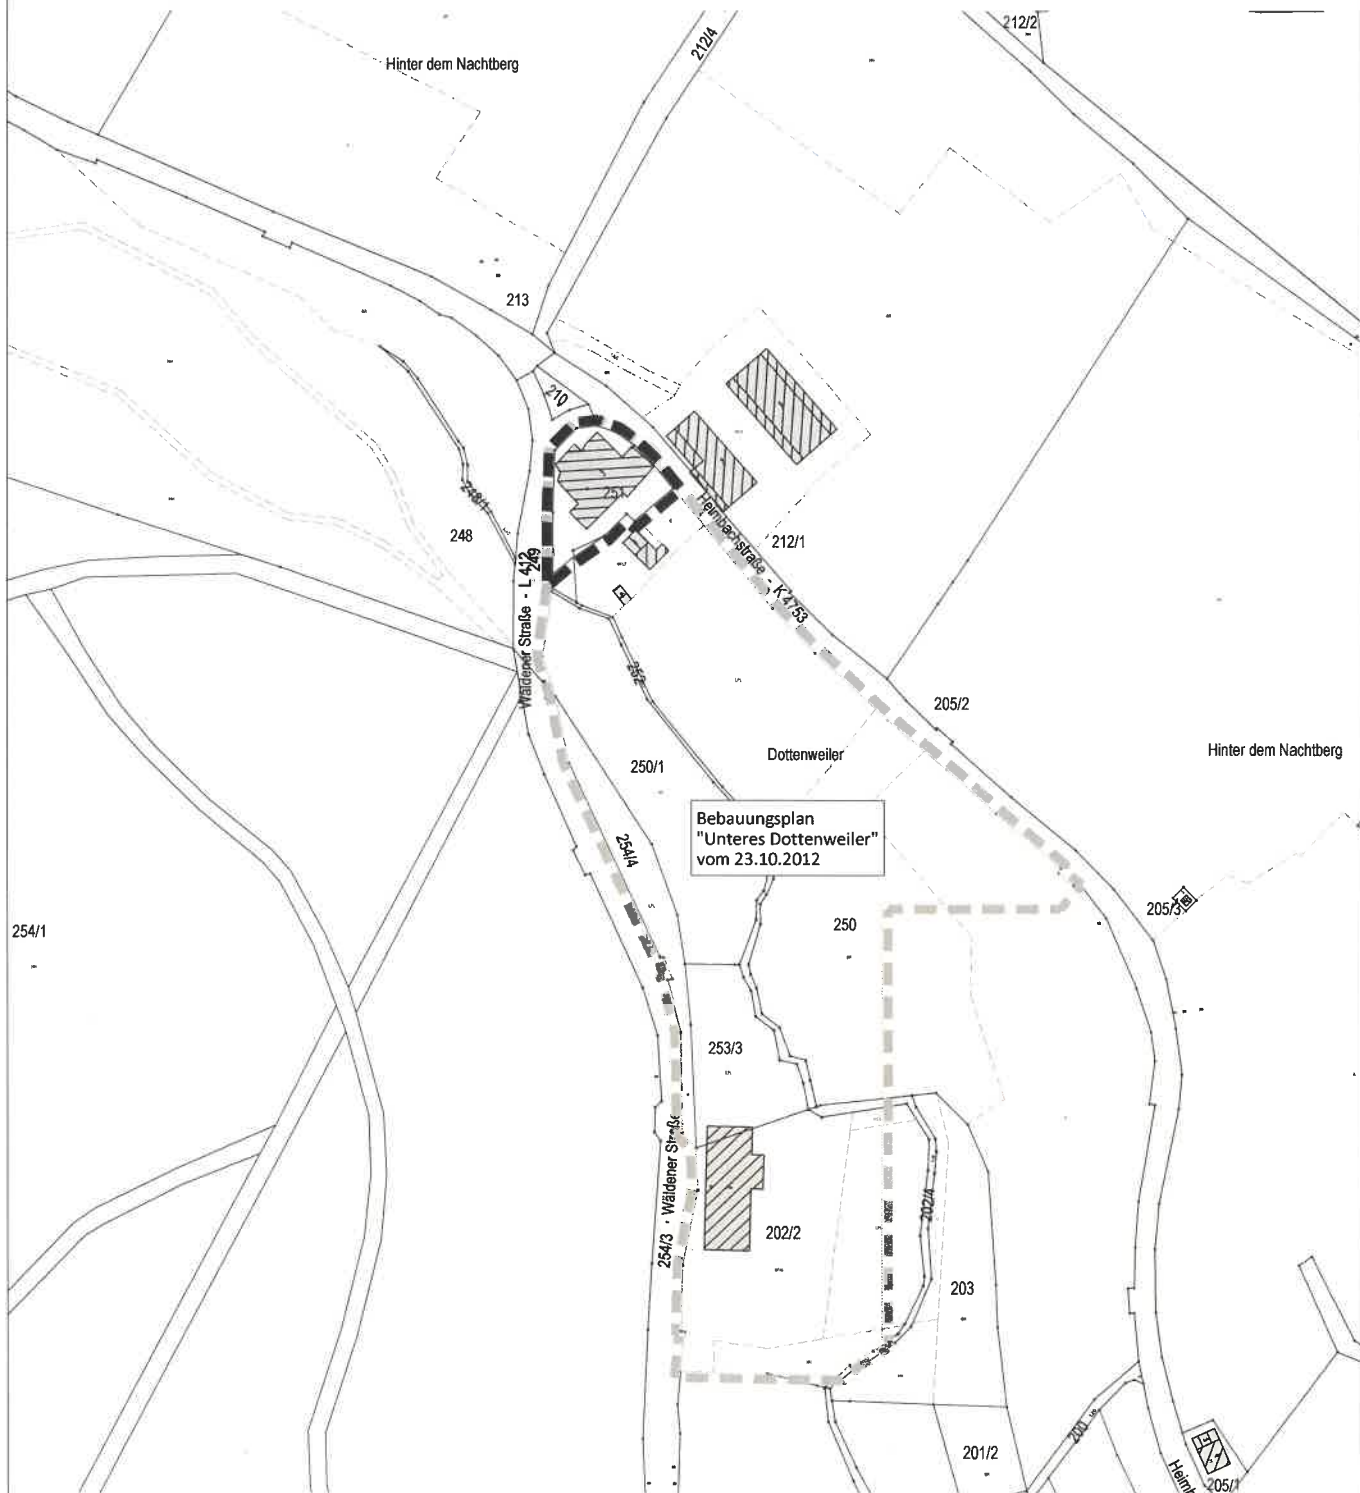 212/2
212/4
Hinter dem Nachtberg
213
210
251
248/1
248
Wäldener Straße - L 412
249
Heimbachstraße - K 4753
212/1
252
205/2
Dottenweiler
Hinter dem Nachtberg
250/1
Bebauungsplan
"Unteres Dottenweiler"
vom 23.10.2012
254/4
254/1
205/3
250
253/3
254/3 - Wäldener Straße
202/2
202/4
203
200
201/2
205/1